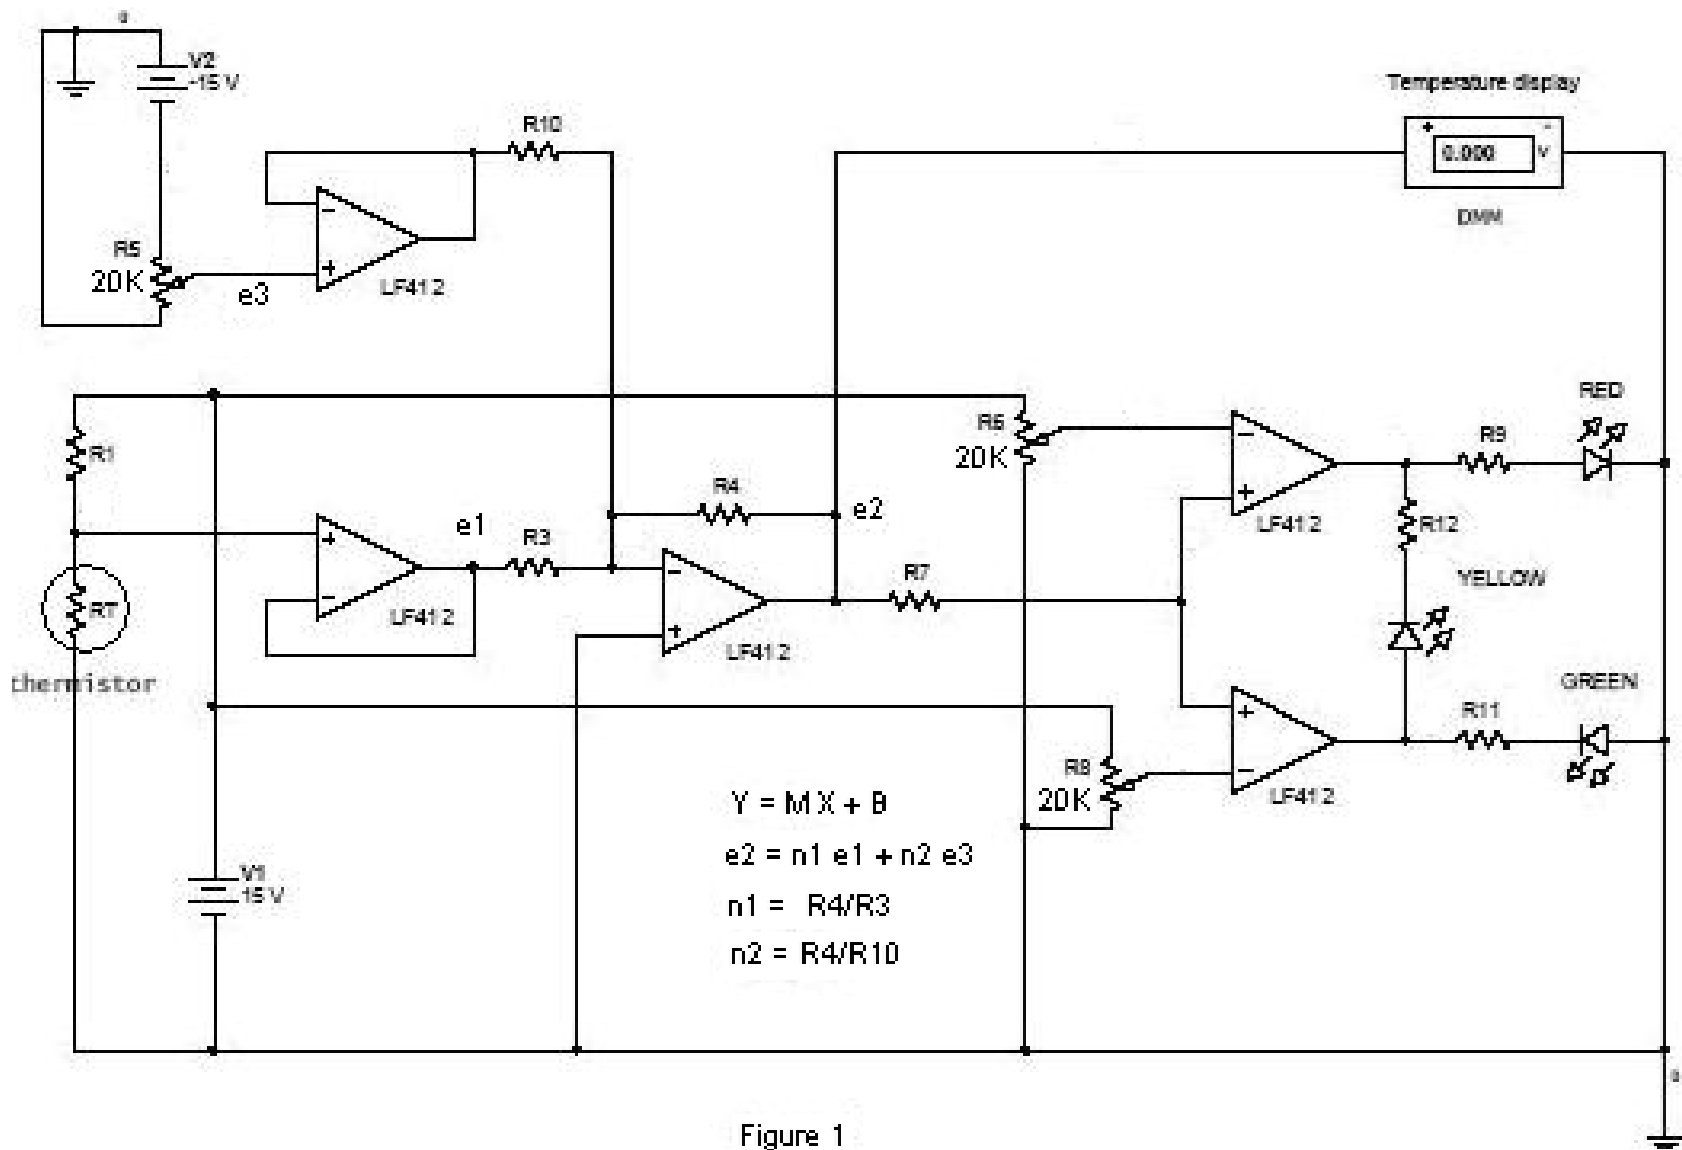 0
V2
-15 V
Temperature display
+ -
0.000 V
DMM
R10
-
+
LF412
R5
20K
e3
R1
RT
thermistor
+
-
LF412
e1
R3
R4
e2
-
+
LF412
R7
R6
20K
-
+
LF412
R9
RED
R12
YELLOW
GREEN
R11
+
-
LF412
R8
20K
V1
15 V
Y = M X + B
e2 = n1 e1 + n2 e3
n1 = R4/R3
n2 = R4/R10
0
Figure 1